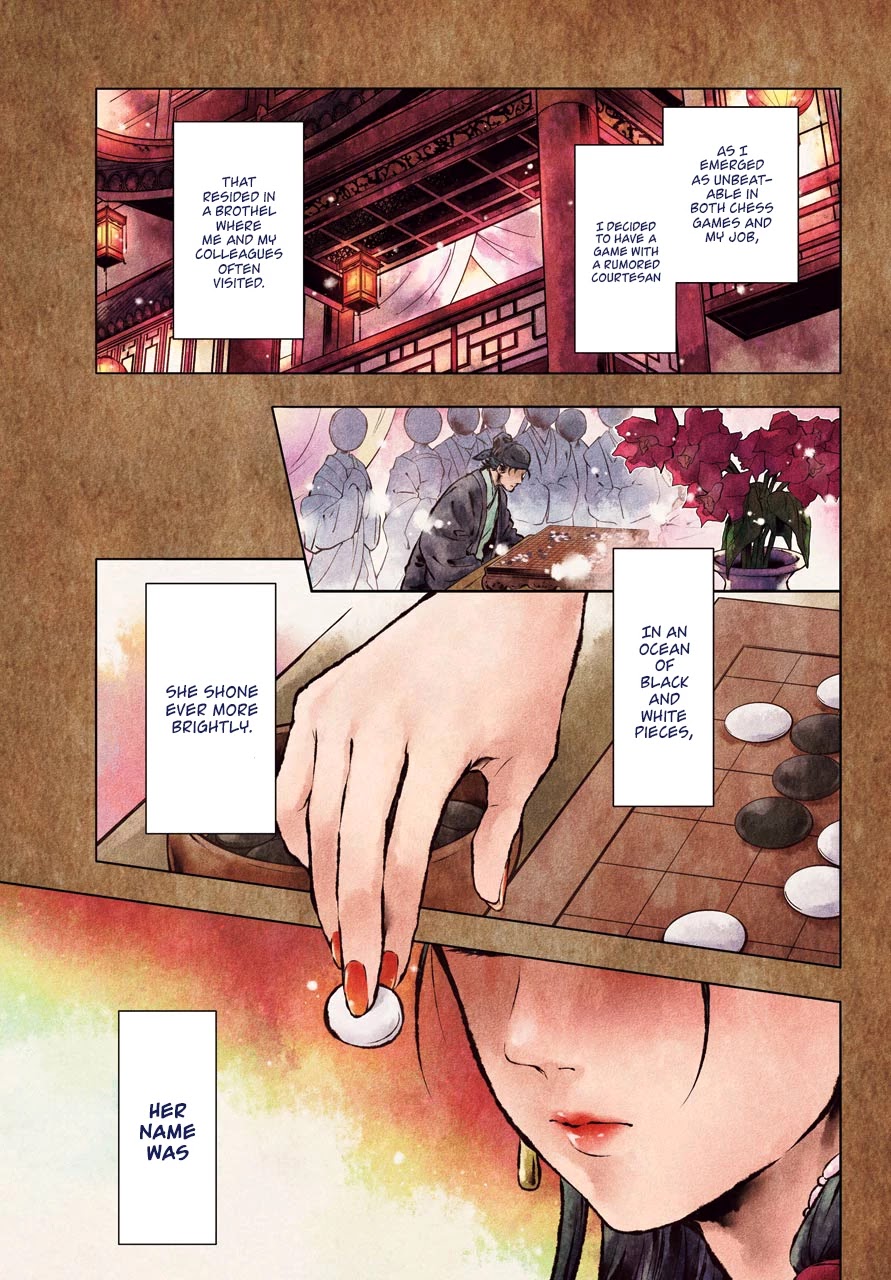 AS I
EMERGED
AS UNBEAT-
ABLE IN
BOTH CHESS
GAMES AND
MY JOB,
I DECIDED
TO HAVE A
GAME WITH
A RUMORED
COURTESAN
THAT
RESIDED IN
A BROTHEL
WHERE
ME AND MY
COLLEAGUES
OFTEN
VISITED.
IN AN
OCEAN
OF
BLACK
AND
WHITE
PIECES,
SHE SHONE
EVER MORE
BRIGHTLY.
HER
NAME
WAS